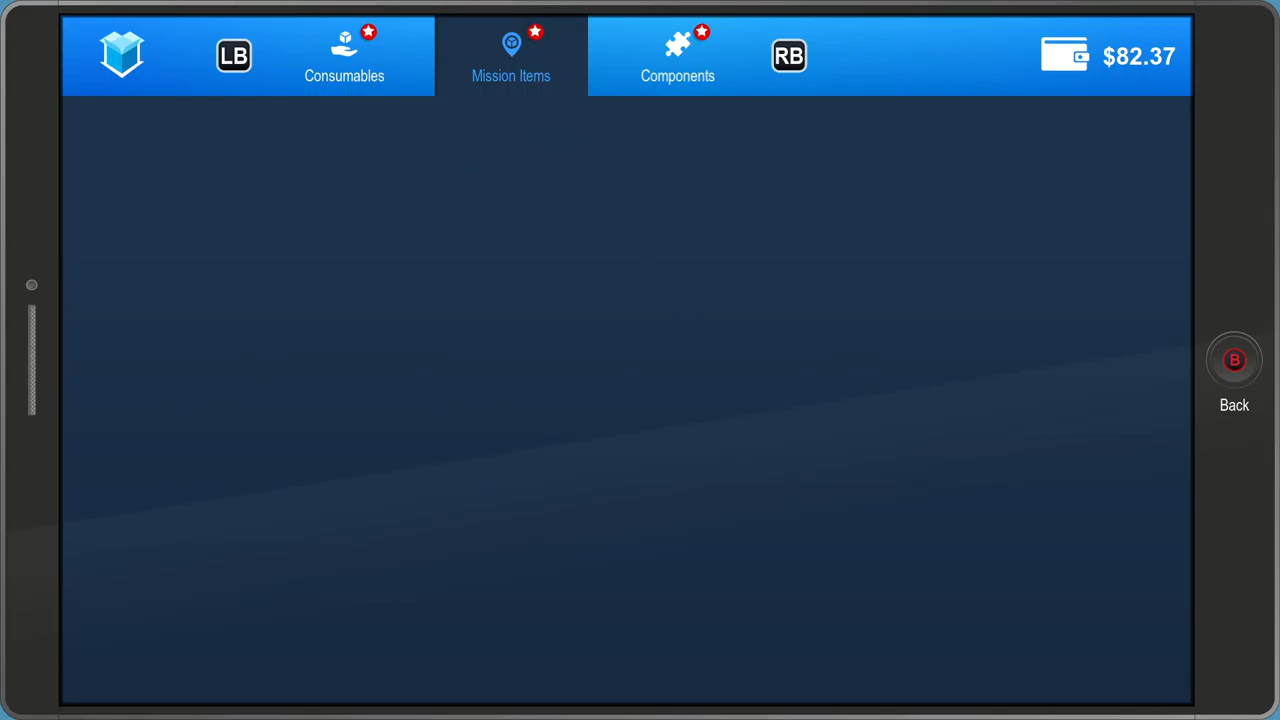 LB
Consumables
Mission Items
Components
RB
$82.37
B
Back